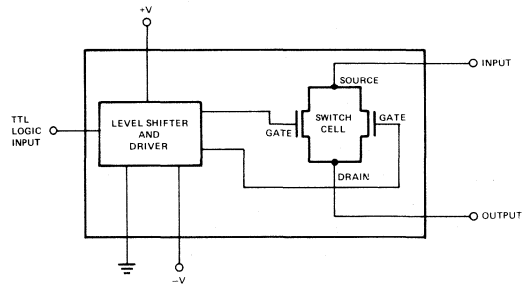 +V
INPUT
SOURCE
TTL
LOGIC
INPUT
LEVEL SHIFTER
AND
DRIVER
GATE
SWITCH
CELL
GATE
DRAIN
OUTPUT
-V